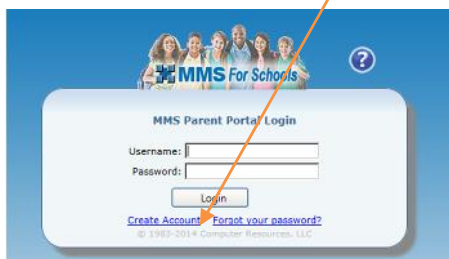 MMS For Schools
?
MMS Parent Portal Login
Username:
Password:
Login
Create Account Forgot your password?
© 1983-2014 Computer Resources, LLC